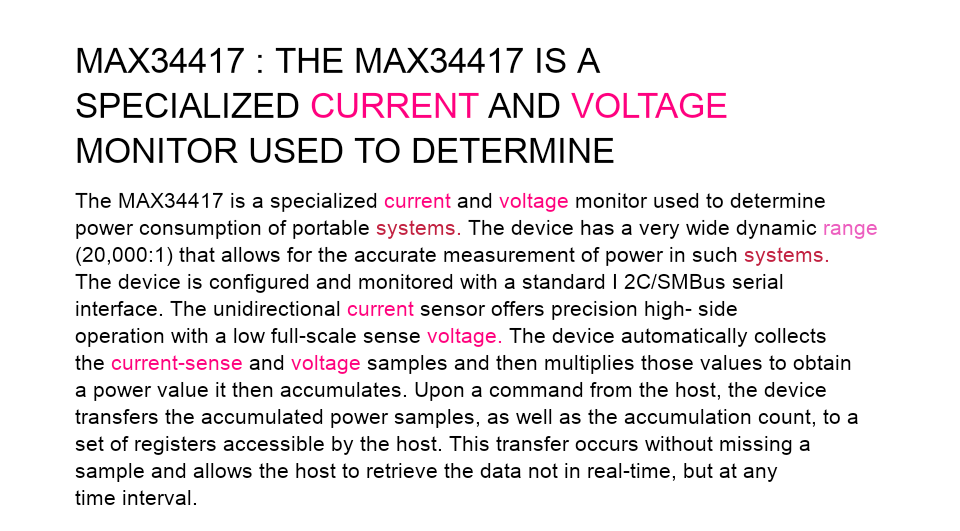 MAX34417 : THE MAX34417 IS A
SPECIALIZED CURRENT AND VOLTAGE
MONITOR USED TO DETERMINE
The MAX34417 is a specialized current and voltage monitor used to determine
power consumption of portable systems. The device has a very wide dynamic range
(20,000:1) that allows for the accurate measurement of power in such systems.
The device is configured and monitored with a standard I 2C/SMBus serial
interface. The unidirectional current sensor offers precision high- side
operation with a low full-scale sense voltage. The device automatically collects
the current-sense and voltage samples and then multiplies those values to obtain
a power value it then accumulates. Upon a command from the host, the device
transfers the accumulated power samples, as well as the accumulation count, to a
set of registers accessible by the host. This transfer occurs without missing a
sample and allows the host to retrieve the data not in real-time, but at any
time interval.